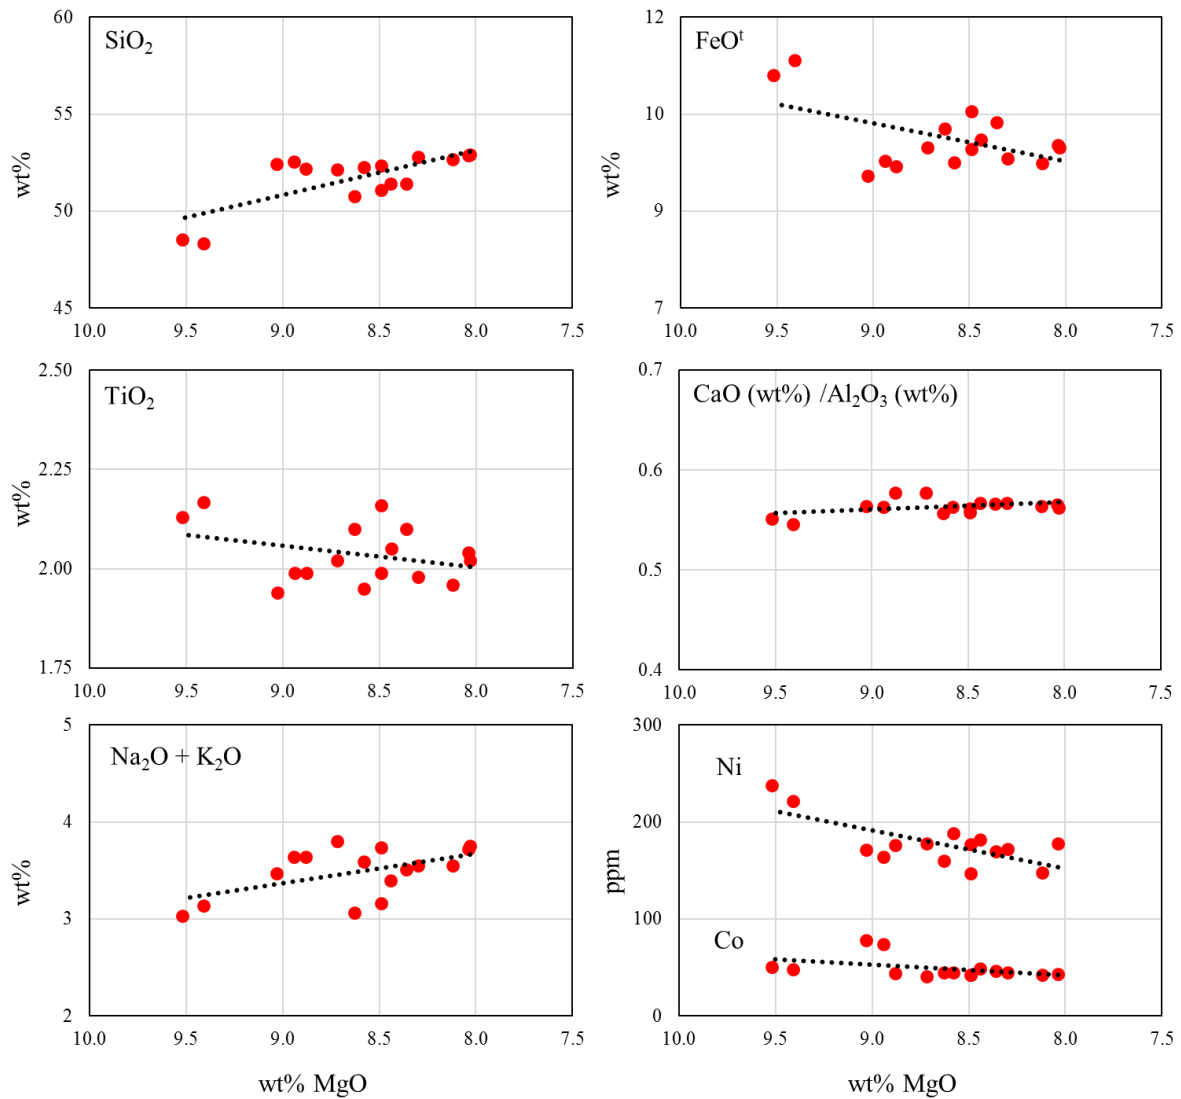 60
SiO₂
55
wt%
50
45
10.0 9.5 9.0 8.5 8.0 7.5
12
FeOᵗ
10
wt%
9
7
10.0 9.5 9.0 8.5 8.0 7.5
2.50
TiO₂
2.25
wt%
2.00
1.75
10.0 9.5 9.0 8.5 8.0 7.5
0.7
CaO (wt%) /Al₂O₃ (wt%)
0.6
0.5
0.4
10.0 9.5 9.0 8.5 8.0 7.5
5
Na₂O + K₂O
4
wt%
3
2
10.0 9.5 9.0 8.5 8.0 7.5
wt% MgO
300
Ni
200
ppm
100
Co
0
10.0 9.5 9.0 8.5 8.0 7.5
wt% MgO